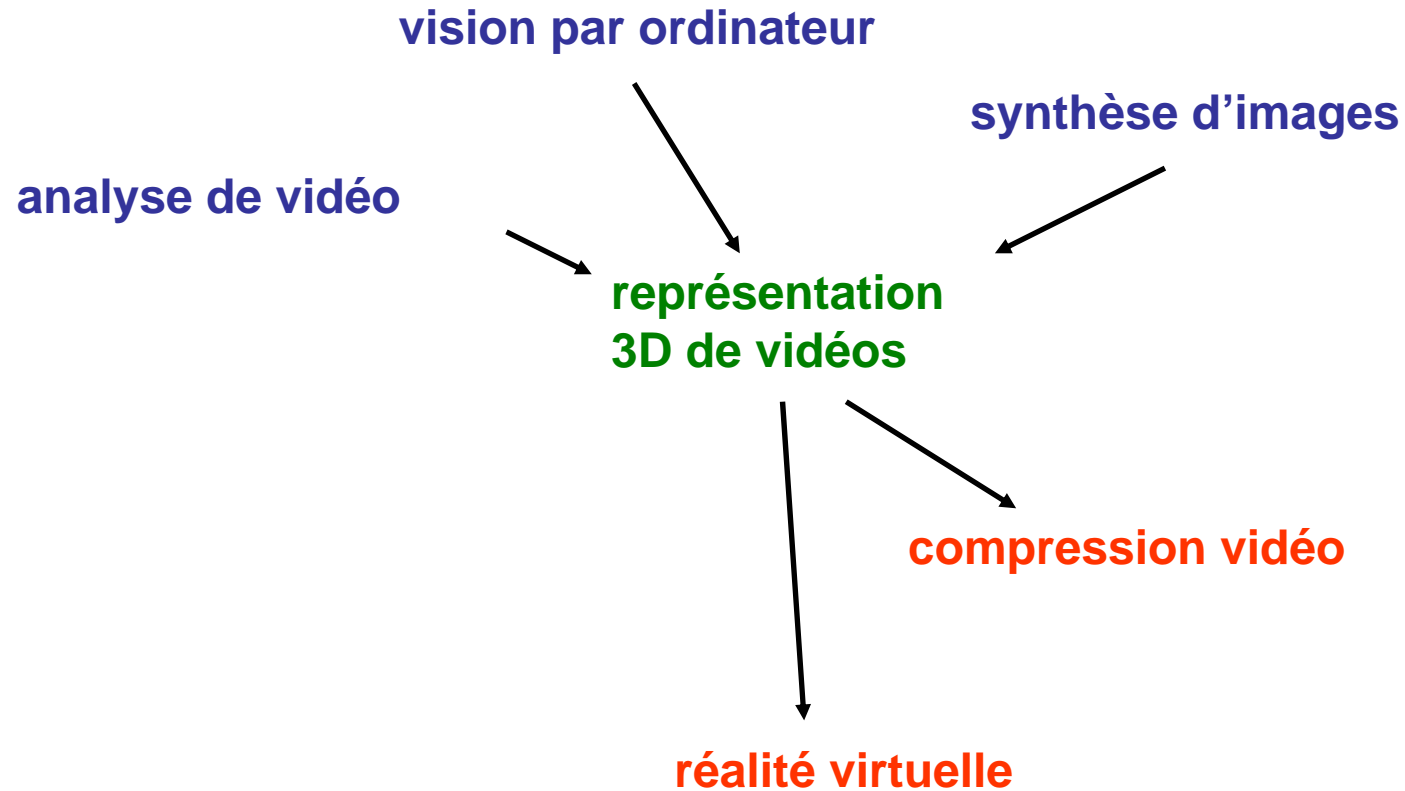 vision par ordinateur
synthèse d’images
analyse de vidéo
représentation
3D de vidéos
compression vidéo
réalité virtuelle